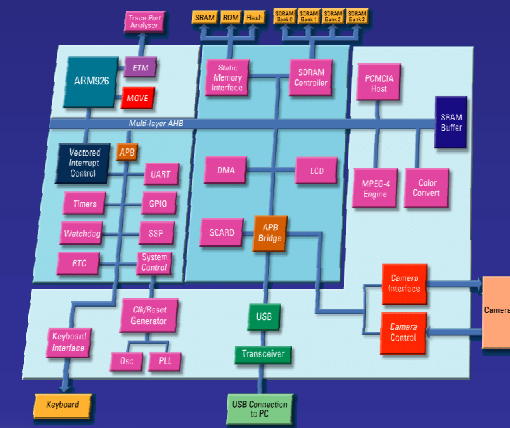 Trace Port
Analyser
SRAM
ROM
Flash
SDRAM
Bank 0
SDRAM
Bank 1
SDRAM
Bank 2
SDRAM
Bank 3
ARM926
ETM
MOVE
Static
Memory
Interface
SDRAM
Controller
PCMCIA
Host
SRAM
Buffer
Multi-layer AHB
Vectored
Interrupt
Control
APB
UART
DMA
LCD
MPEG-4
Engine
Color
Convert
Timers
GPIO
Watchdog
SSP
SCARD
APB
Bridge
RTC
System
Control
Camera
Interface
Camera
Clk/Reset
Generator
USB
Camera
Control
Keyboard
Interface
Osc
PLL
Transceiver
Keyboard
USB Connection
to PC